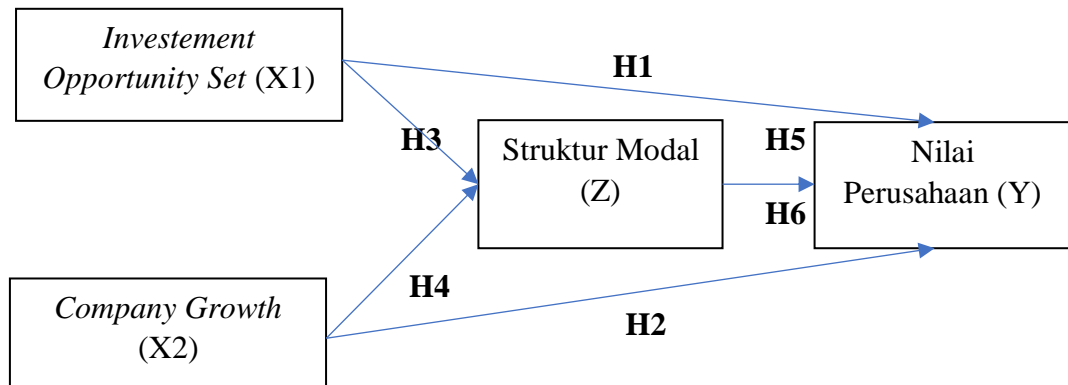 Investement
Opportunity Set (X1)
H1
H3
Struktur Modal
(Z)
H5
H6
Nilai
Perusahaan (Y)
Company Growth
(X2)
H4
H2